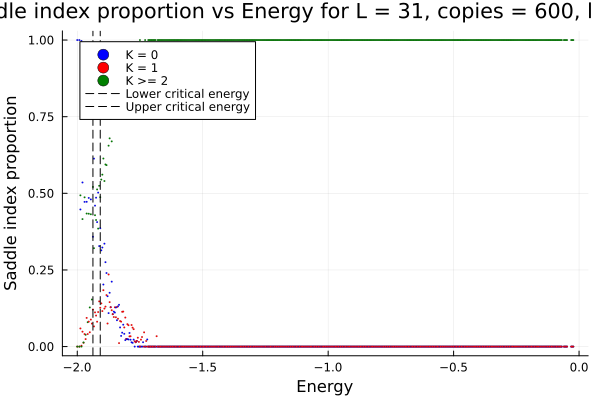 index proportion vs Energy for L = 31, copies = 600,
K = 0
K = 1
K >= 2
Lower critical energy
Upper critical energy
1.00
0.75
0.50
0.25
0.00
Saddle index proportion
−2.0 −1.5 −1.0 −0.5 0.0
Energy